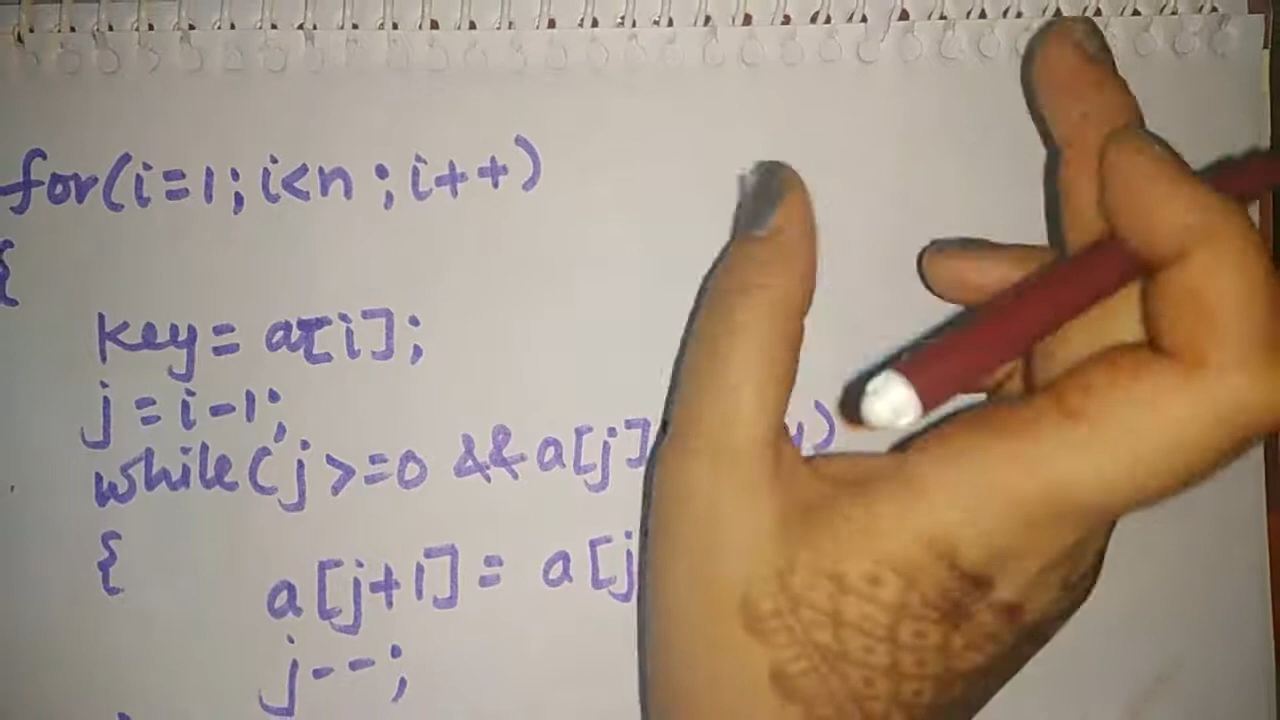 for(i=1;i<n ;i++)
{
key= a[i];
j = i-1;
while(j>=0 && a[j] y)
{
a[j+1] = a[j
j--;